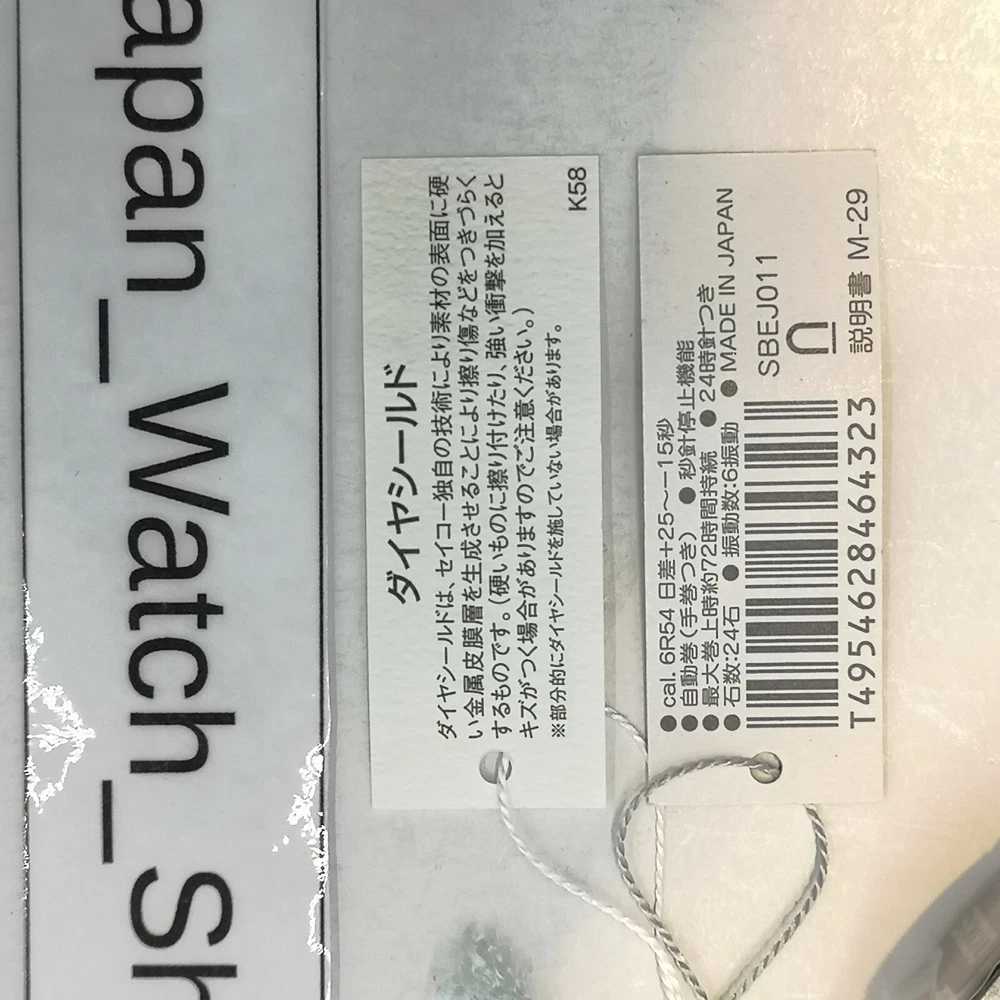 apan_Watch_Sh
ダイヤシールド
ダイヤシールドは、セイコー独自の技術により素材の表面に硬
い金属皮膜層を生成させることにより擦り傷などをつきづらく
するものです。(硬いものに擦り付けたり、強い衝撃を加えると
キズがつく場合がありますのでご注意ください。)
※部分的にダイヤシールドを施していない場合があります。
K58
●cal. 6R54 日差+25〜−15秒
●自動巻(手巻つき) ●秒針停止機能
●最大巻上時約72時間持続 ●24時針つき
●石数:24石 ●振動数:6振動 ●MADE IN JAPAN
SBEJ011
U
T4954628464323
説明書 M-29